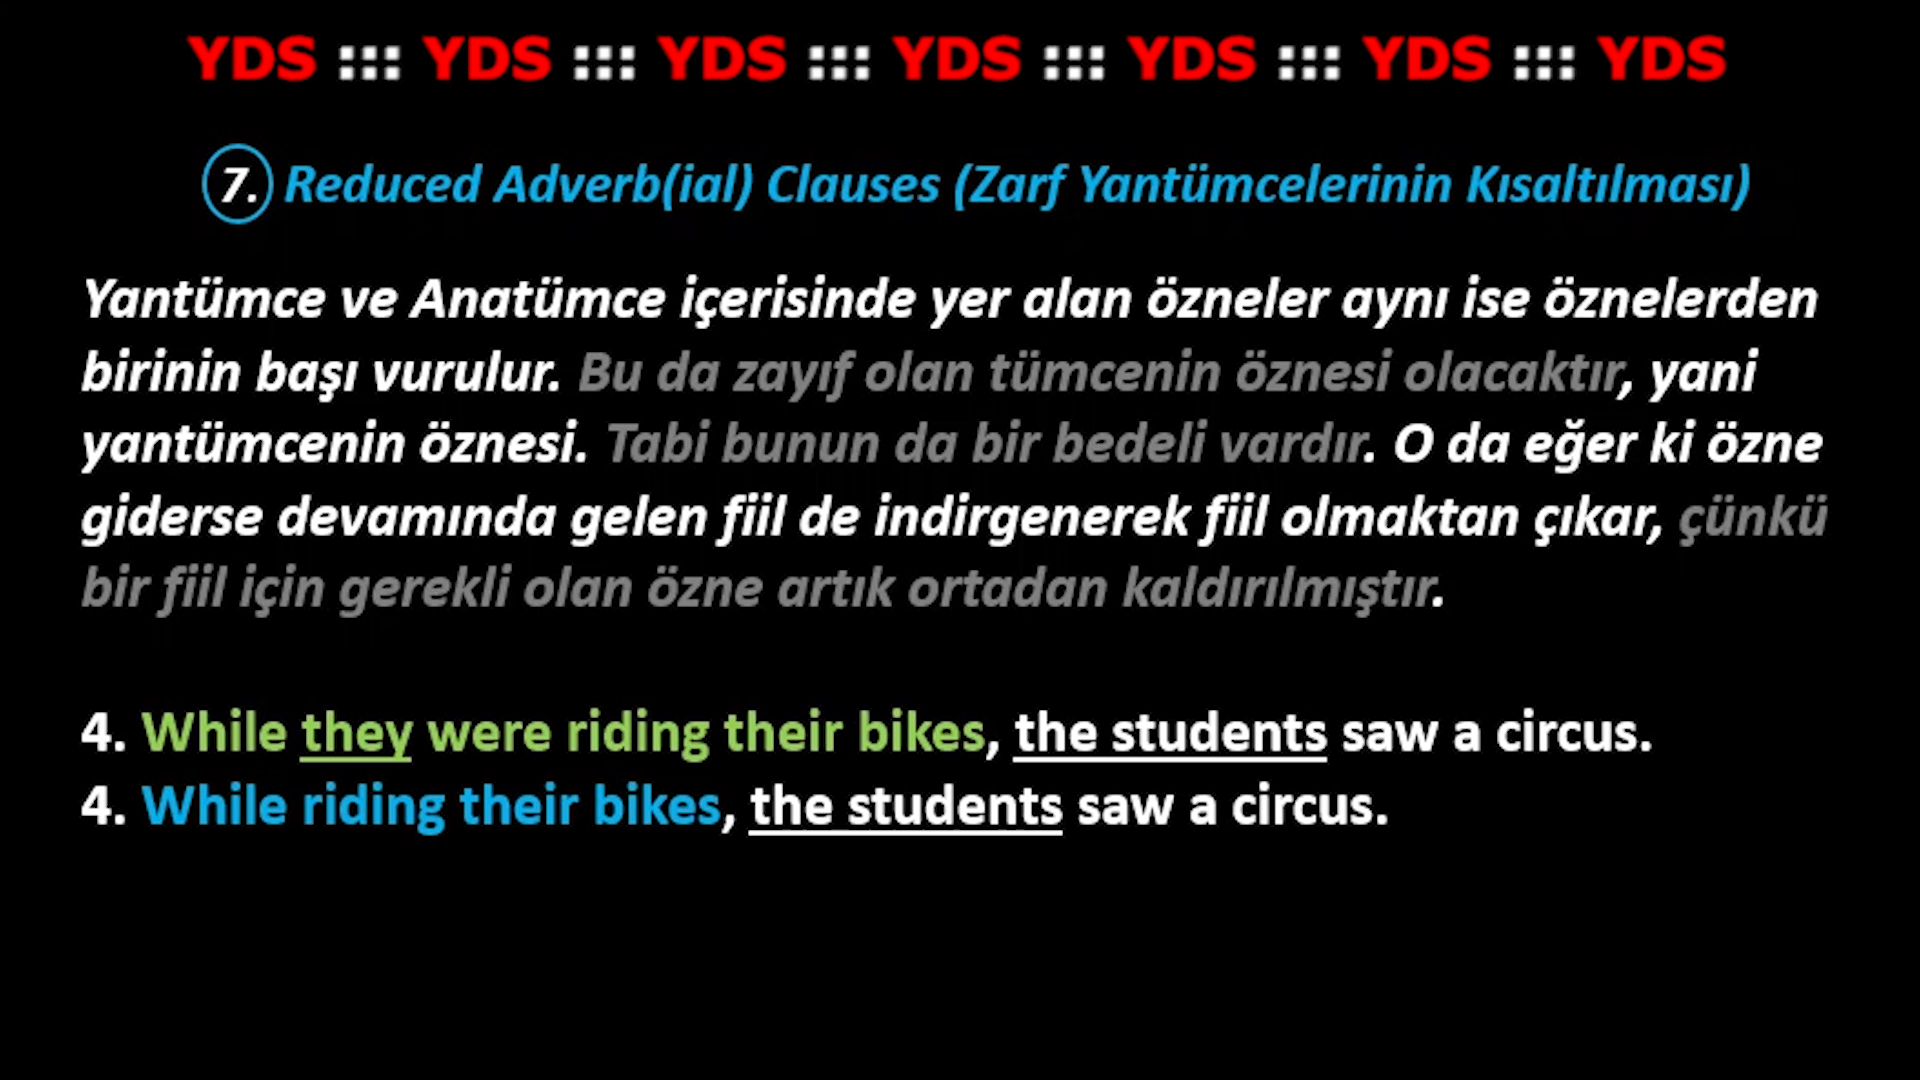 YDS ::: YDS ::: YDS ::: YDS ::: YDS ::: YDS ::: YDS
7. Reduced Adverb(ial) Clauses (Zarf Yantümcelerinin Kısaltılması)
Yantümce ve Anatümce içerisinde yer alan özneler aynı ise öznelerden
birinin başı vurulur. Bu da zayıf olan tümcenin öznesi olacaktır, yani
yantümcenin öznesi. Tabi bunun da bir bedeli vardır. O da eğer ki özne
giderse devamında gelen fiil de indirgenerek fiil olmaktan çıkar, çünkü
bir fiil için gerekli olan özne artık ortadan kaldırılmıştır.
4. While they were riding their bikes, the students saw a circus.
4. While riding their bikes, the students saw a circus.